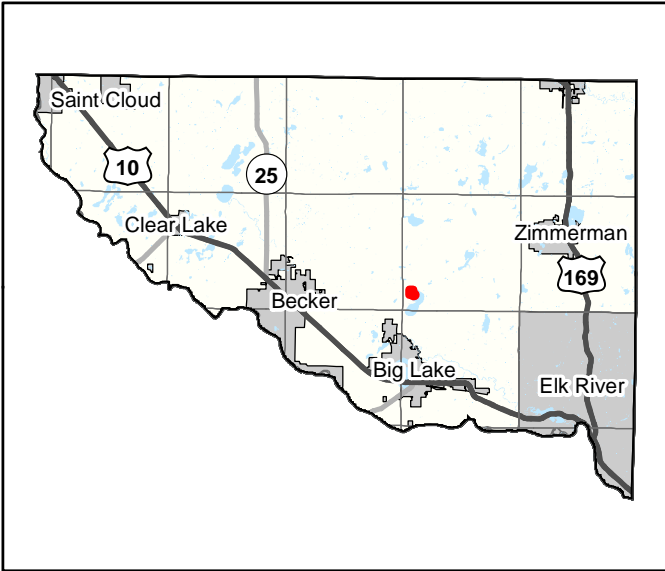 Saint Cloud
10
25
Clear Lake
Zimmerman
169
Becker
Big Lake
Elk River